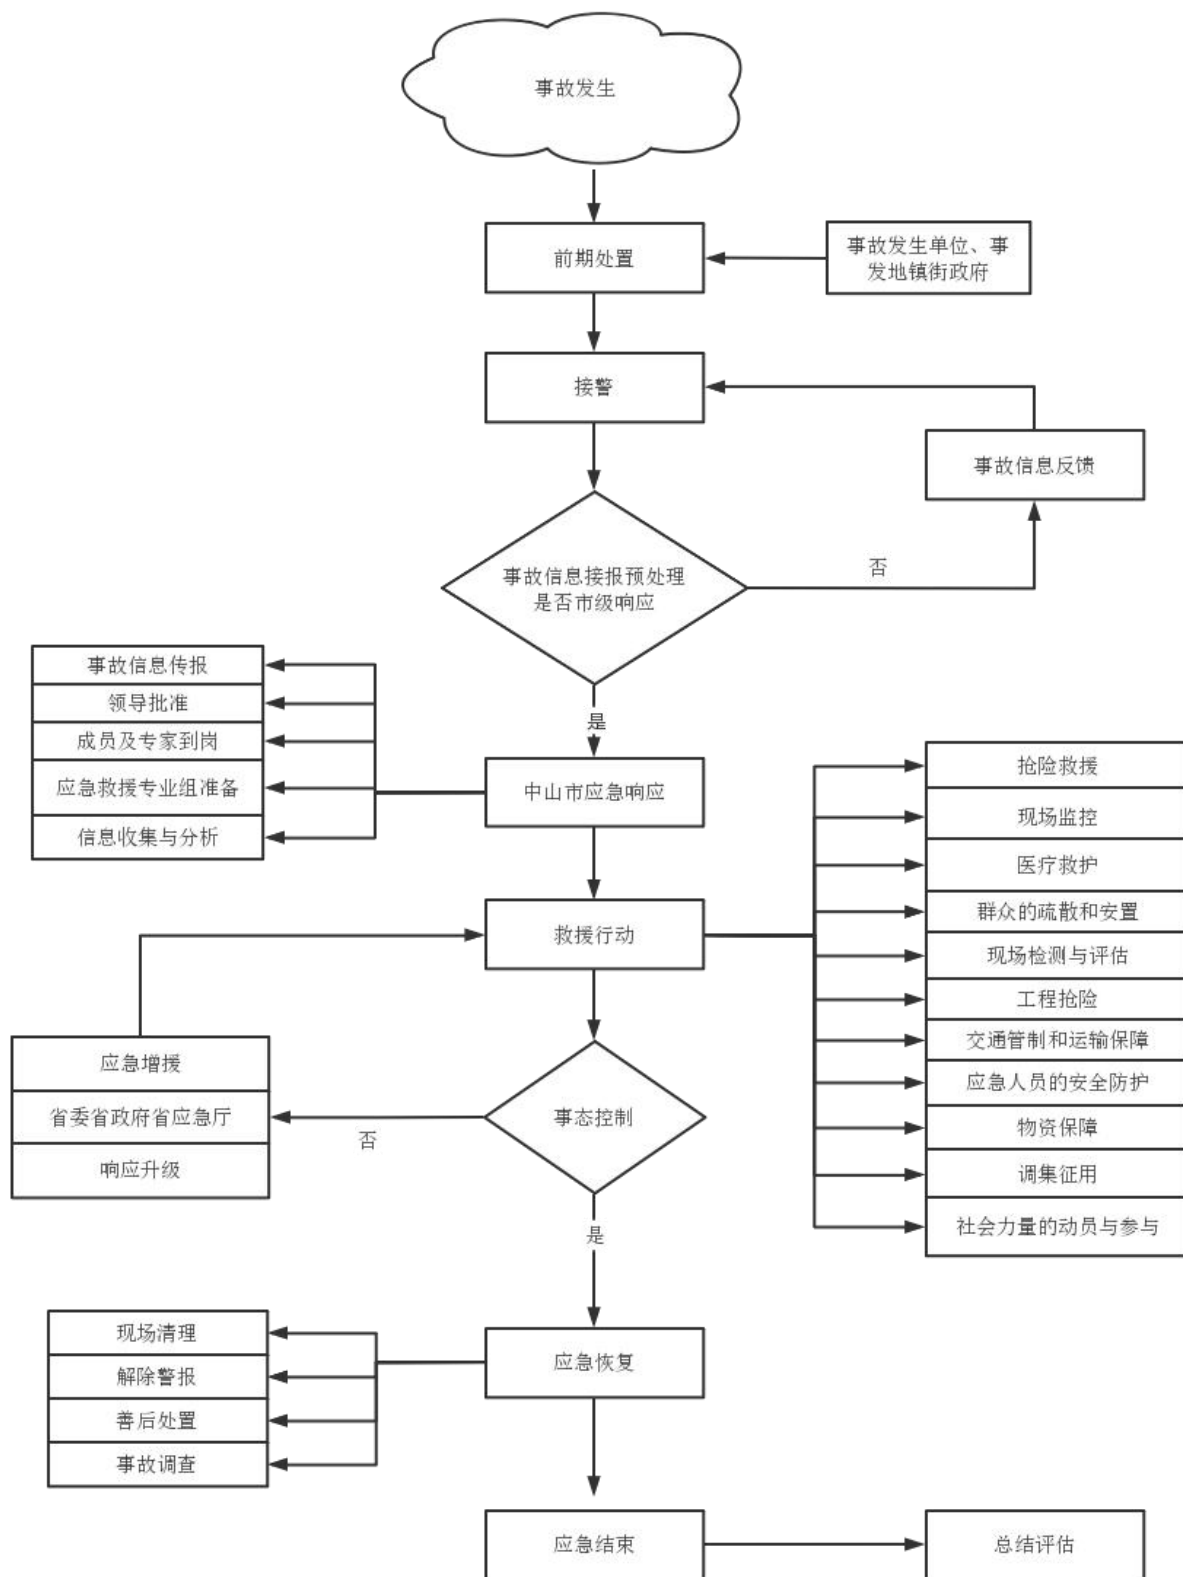 事故发生
前期处置
事故发生单位、事
发地镇街政府
接警
事故信息反馈
事故信息接报预处理
是否市级响应
否
是
事故信息传报
领导批准
成员及专家到岗
应急救援专业组准备
信息收集与分析
中山市应急响应
抢险救援
现场监控
医疗救护
群众的疏散和安置
现场检测与评估
工程抢险
交通管制和运输保障
应急人员的安全防护
物资保障
调集征用
社会力量的动员与参与
救援行动
应急增援
省委省政府省应急厅
响应升级
否
事态控制
是
现场清理
解除警报
善后处置
事故调查
应急恢复
应急结束
总结评估